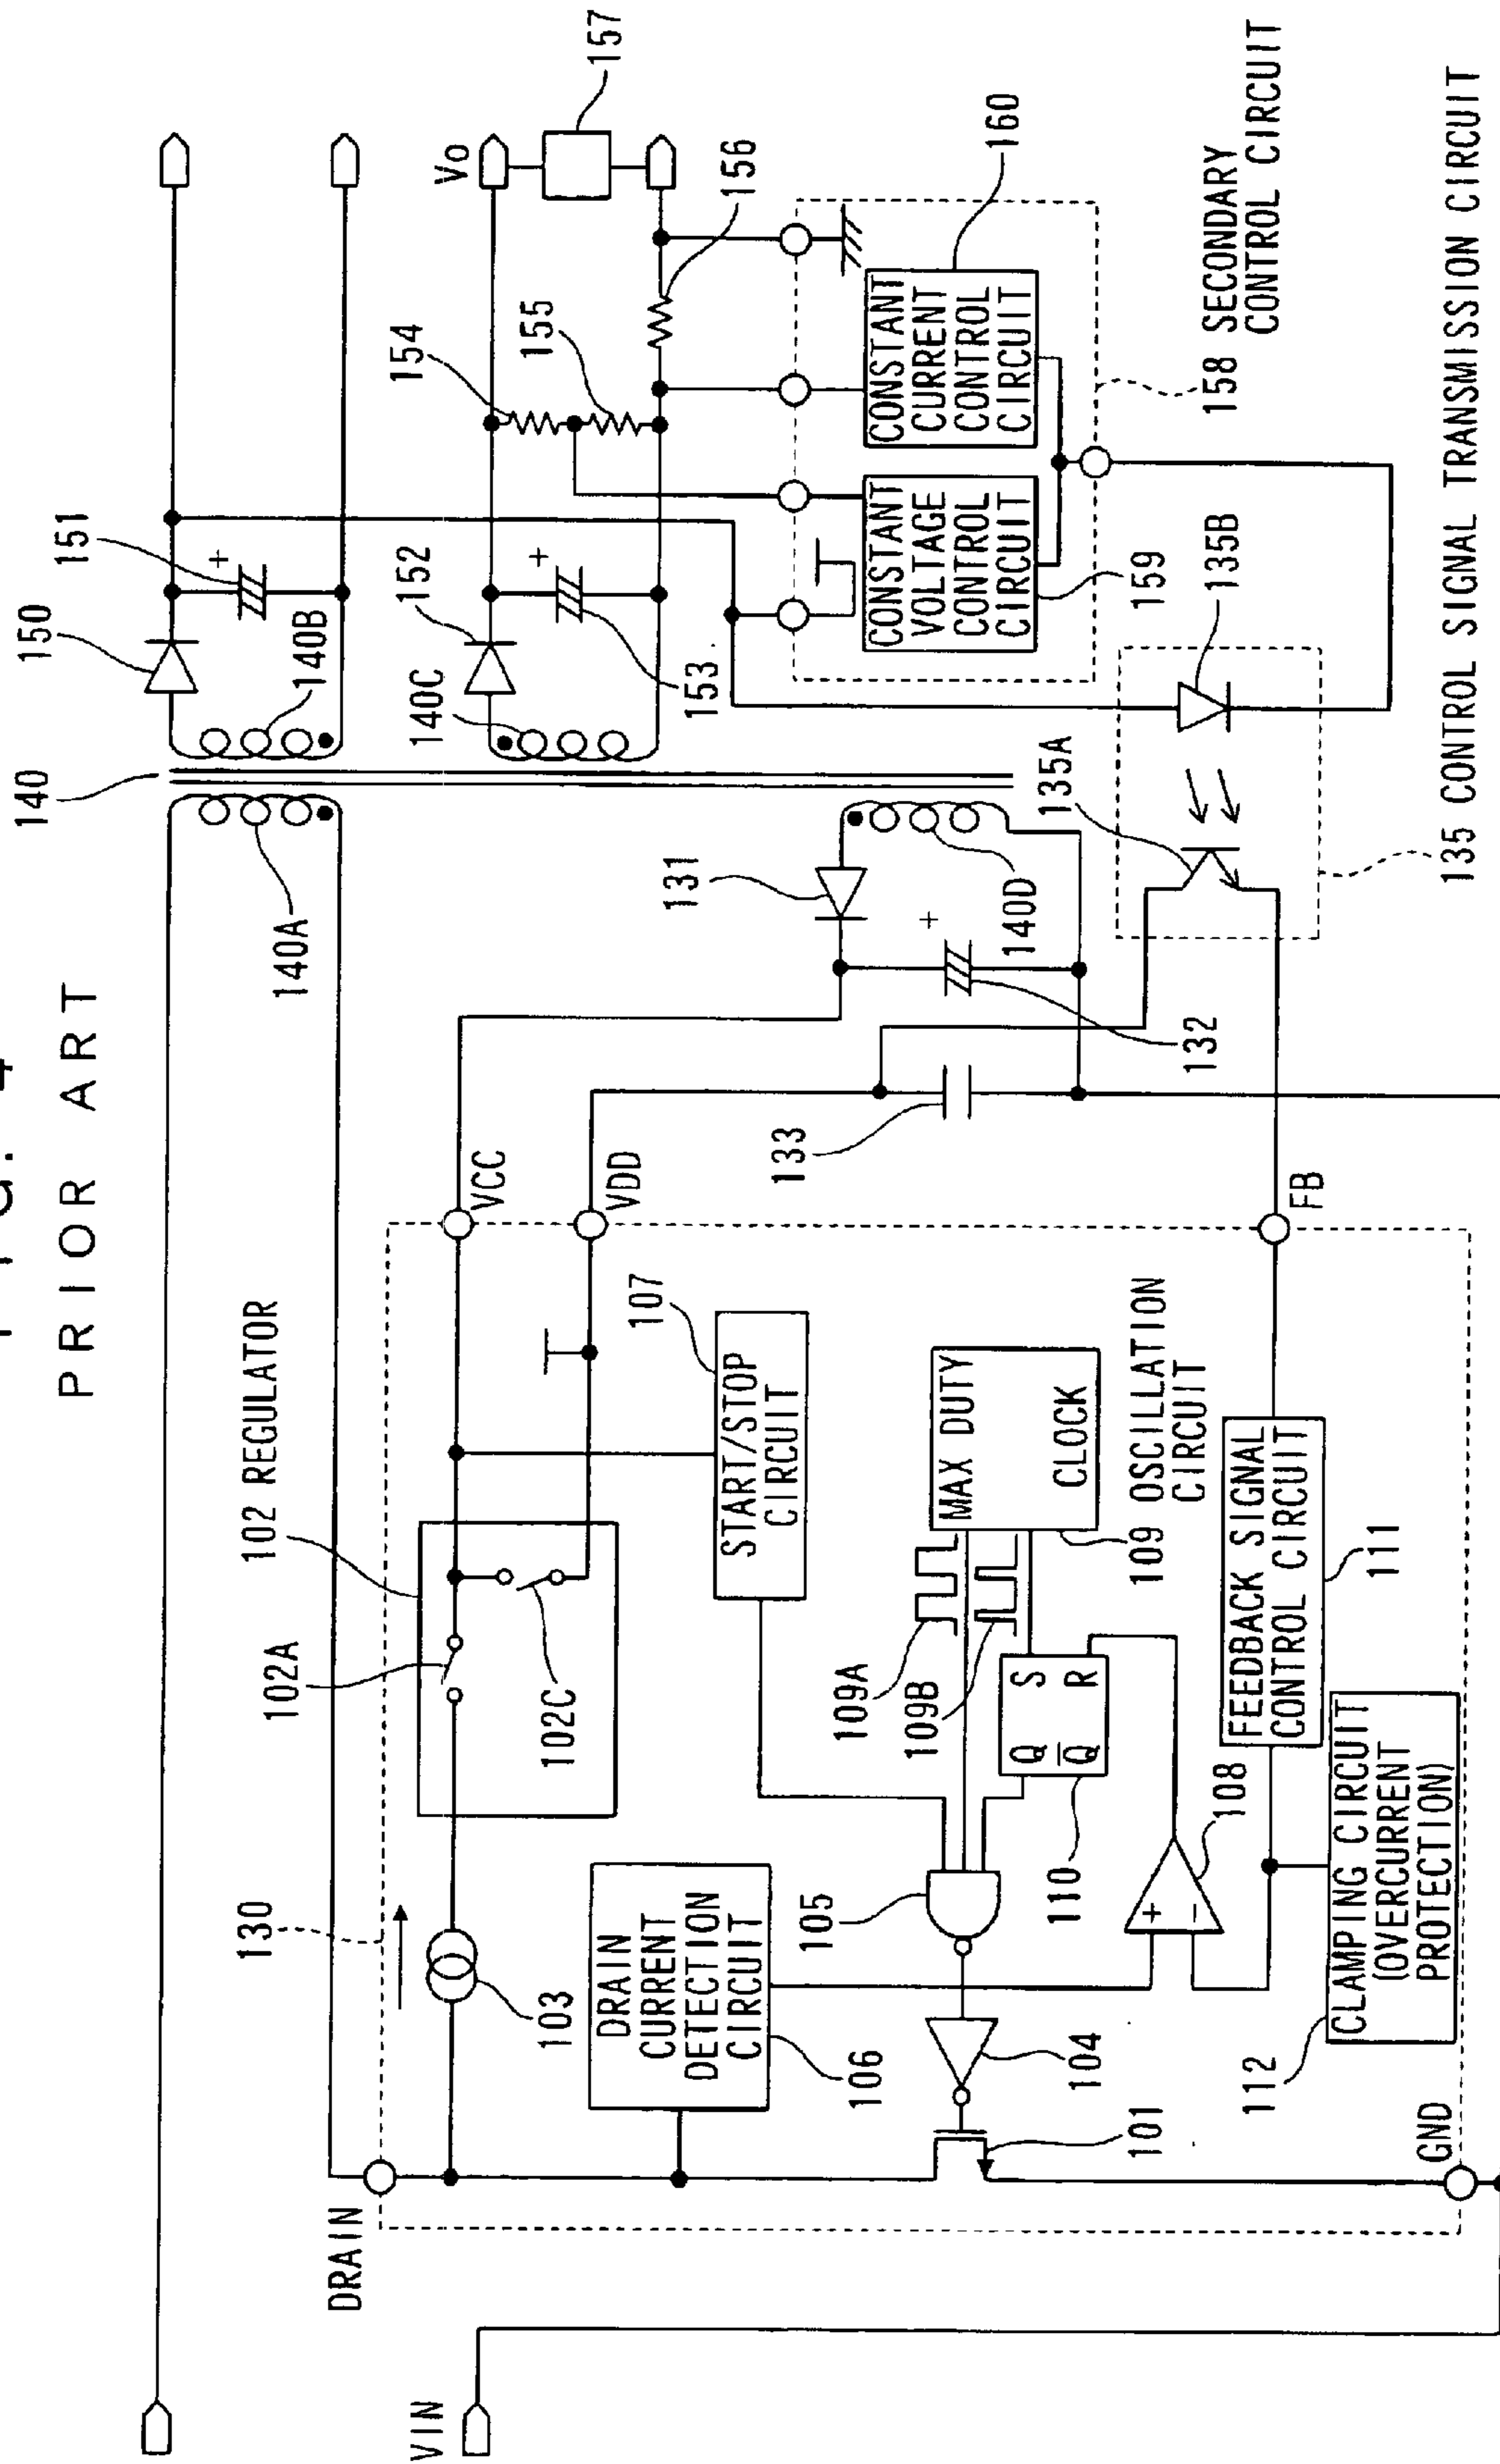 PRIOR ART
140
150
151
140A
140B
152
140C
153
154
155
Vo
157
156
102 REGULATOR
102A
102C
130
103
VCC
VDD
131
140D
132
133
DRAIN
VIN
DRAIN
CURRENT
DETECTION
CIRCUIT
106
START/STOP
CIRCUIT
107
MAX DUTY
CLOCK
109 OSCILLATION
CIRCUIT
109A
109B
S
R
Q
Q̅
110
105
104
101
108
+
−
FEEDBACK SIGNAL
CONTROL CIRCUIT
111
CLAMPING CIRCUIT
(OVERCURRENT
PROTECTION)
112
GND
FB
135A
135B
135 CONTROL SIGNAL TRANSMISSION CIRCUIT
CONSTANT
VOLTAGE
CONTROL
CIRCUIT
159
CONSTANT
CURRENT
CONTROL
CIRCUIT
160
158 SECONDARY
CONTROL CIRCUIT
+
+
+